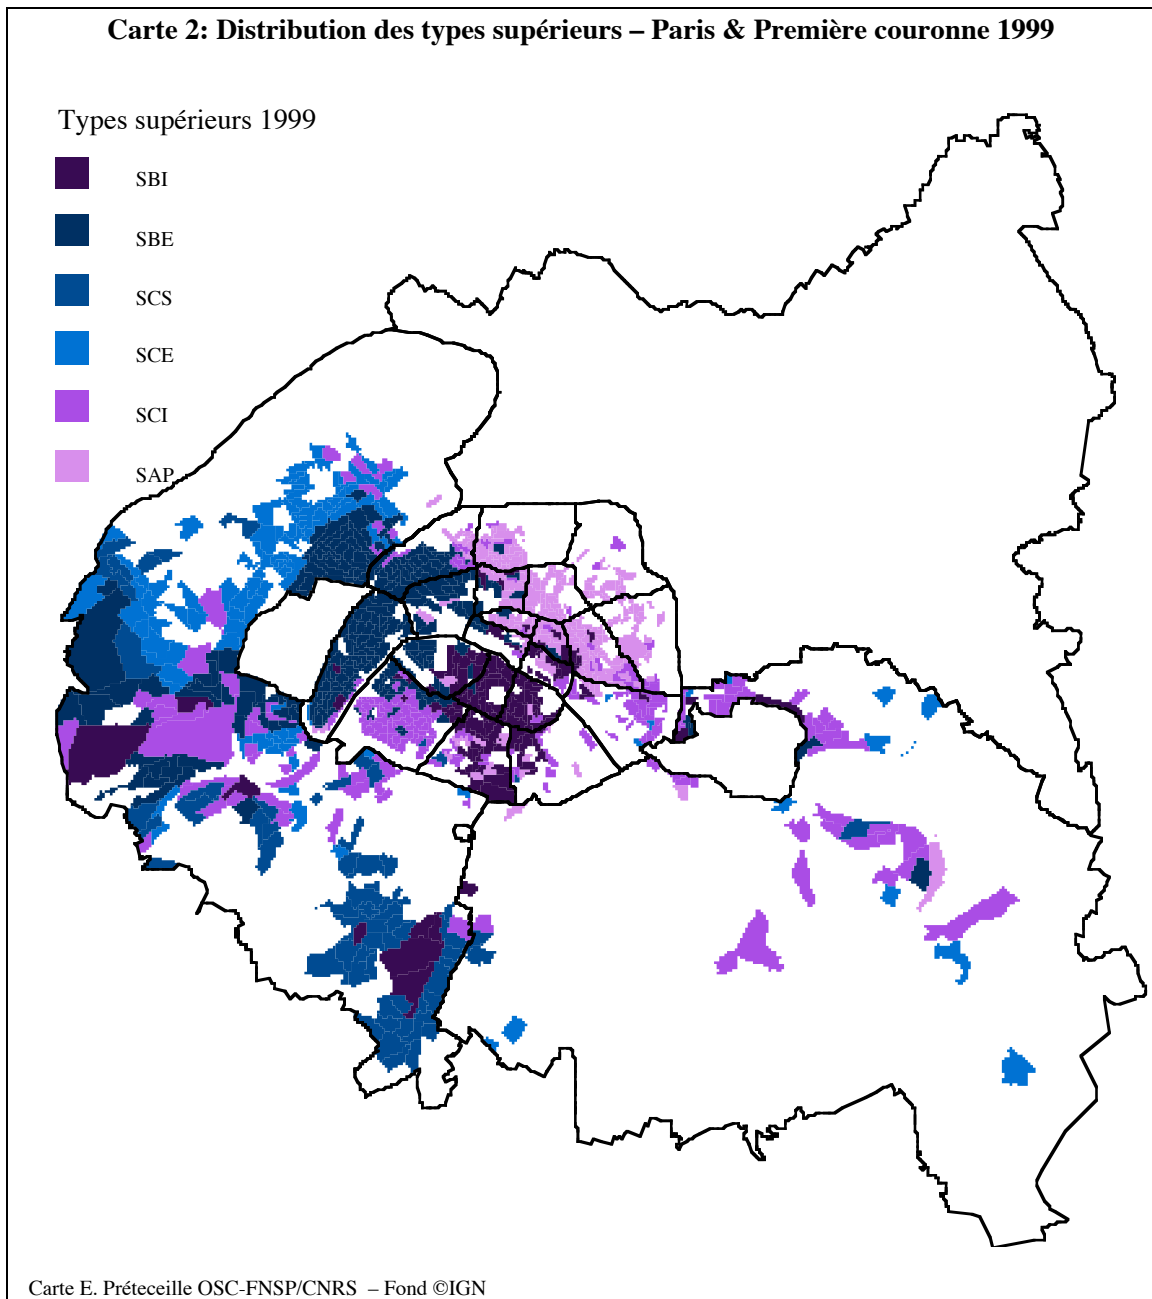 Carte 2: Distribution des types supérieurs – Paris & Première couronne 1999
Types supérieurs 1999
SBI
SBE
SCS
SCE
SCI
SAP
Carte E. Préteceille OSC-FNSP/CNRS – Fond ©IGN